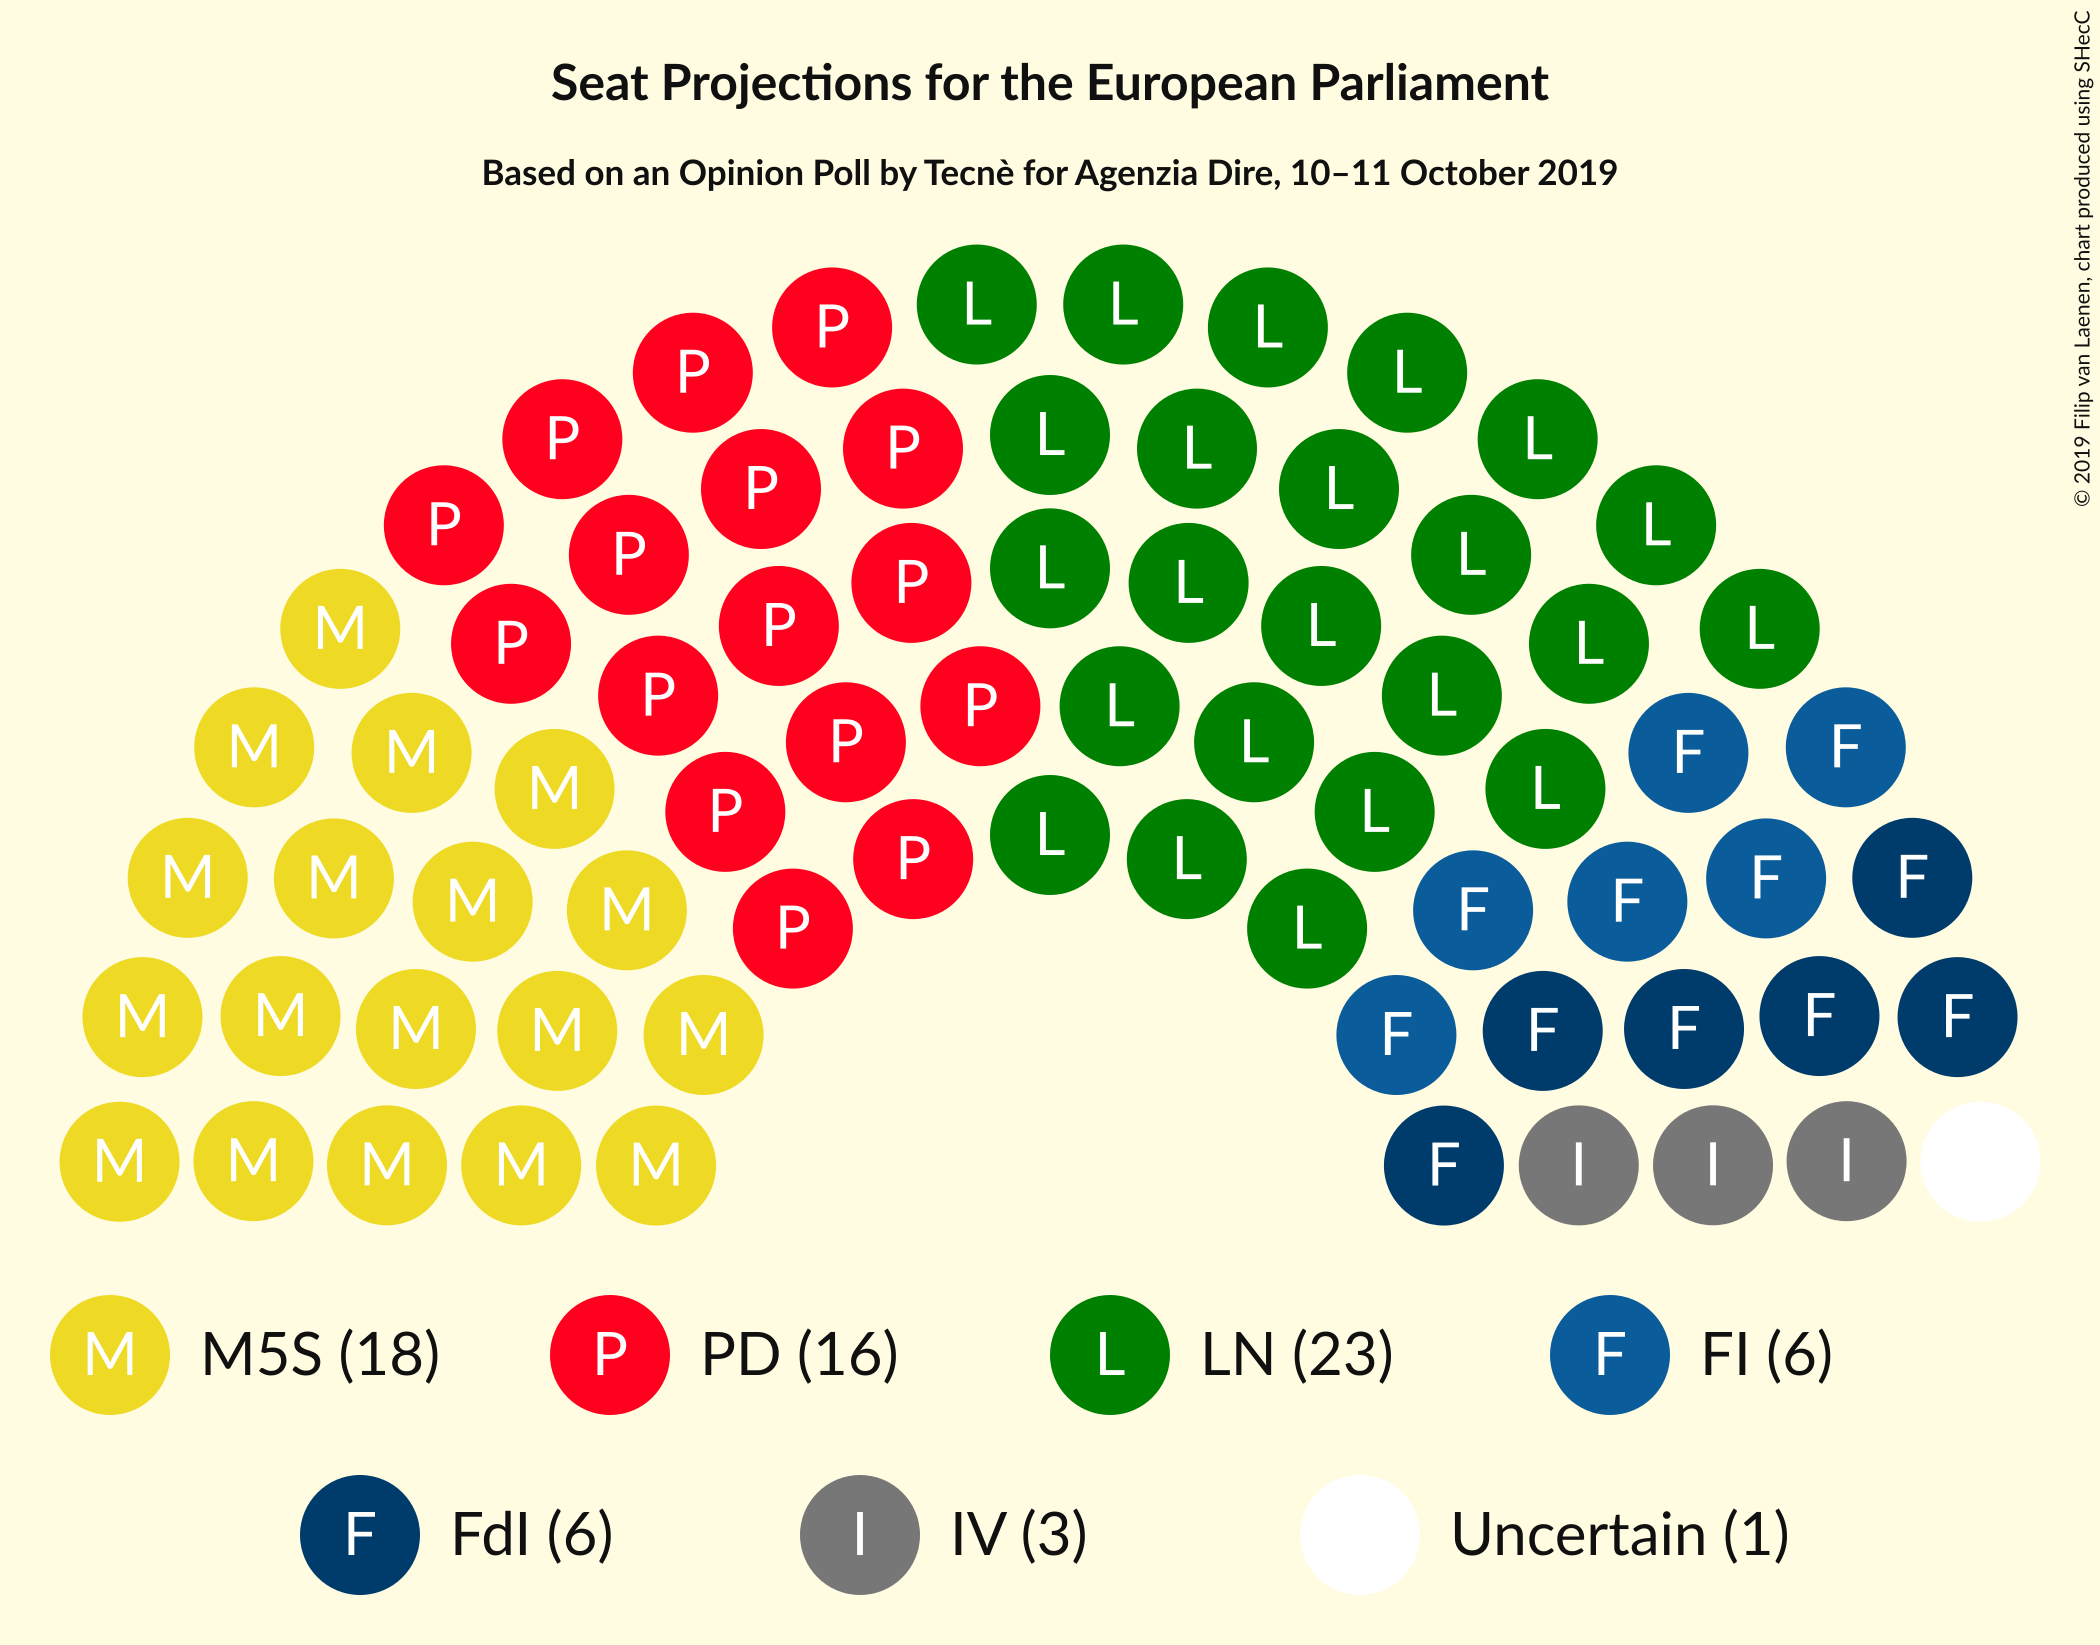 Seat Projections for the European Parliament
Based on an Opinion Poll by Tecnè for Agenzia Dire, 10–11 October 2019
© 2019 Filip van Laenen, chart produced using SHecC
L L
P L
P L
L
P L
P L
P L
P L
P L
L
P L
P L
P L
M L
P L
P L
P L
M F
M F
P L
M L
P L
L
P L
M F
M F
M F
M F
P L
M F
M F
M F
M F
M F
M F
M M M M M F I I I
M M5S (18) P PD (16) L LN (23) F FI (6)
F FdI (6) I IV (3) Uncertain (1)